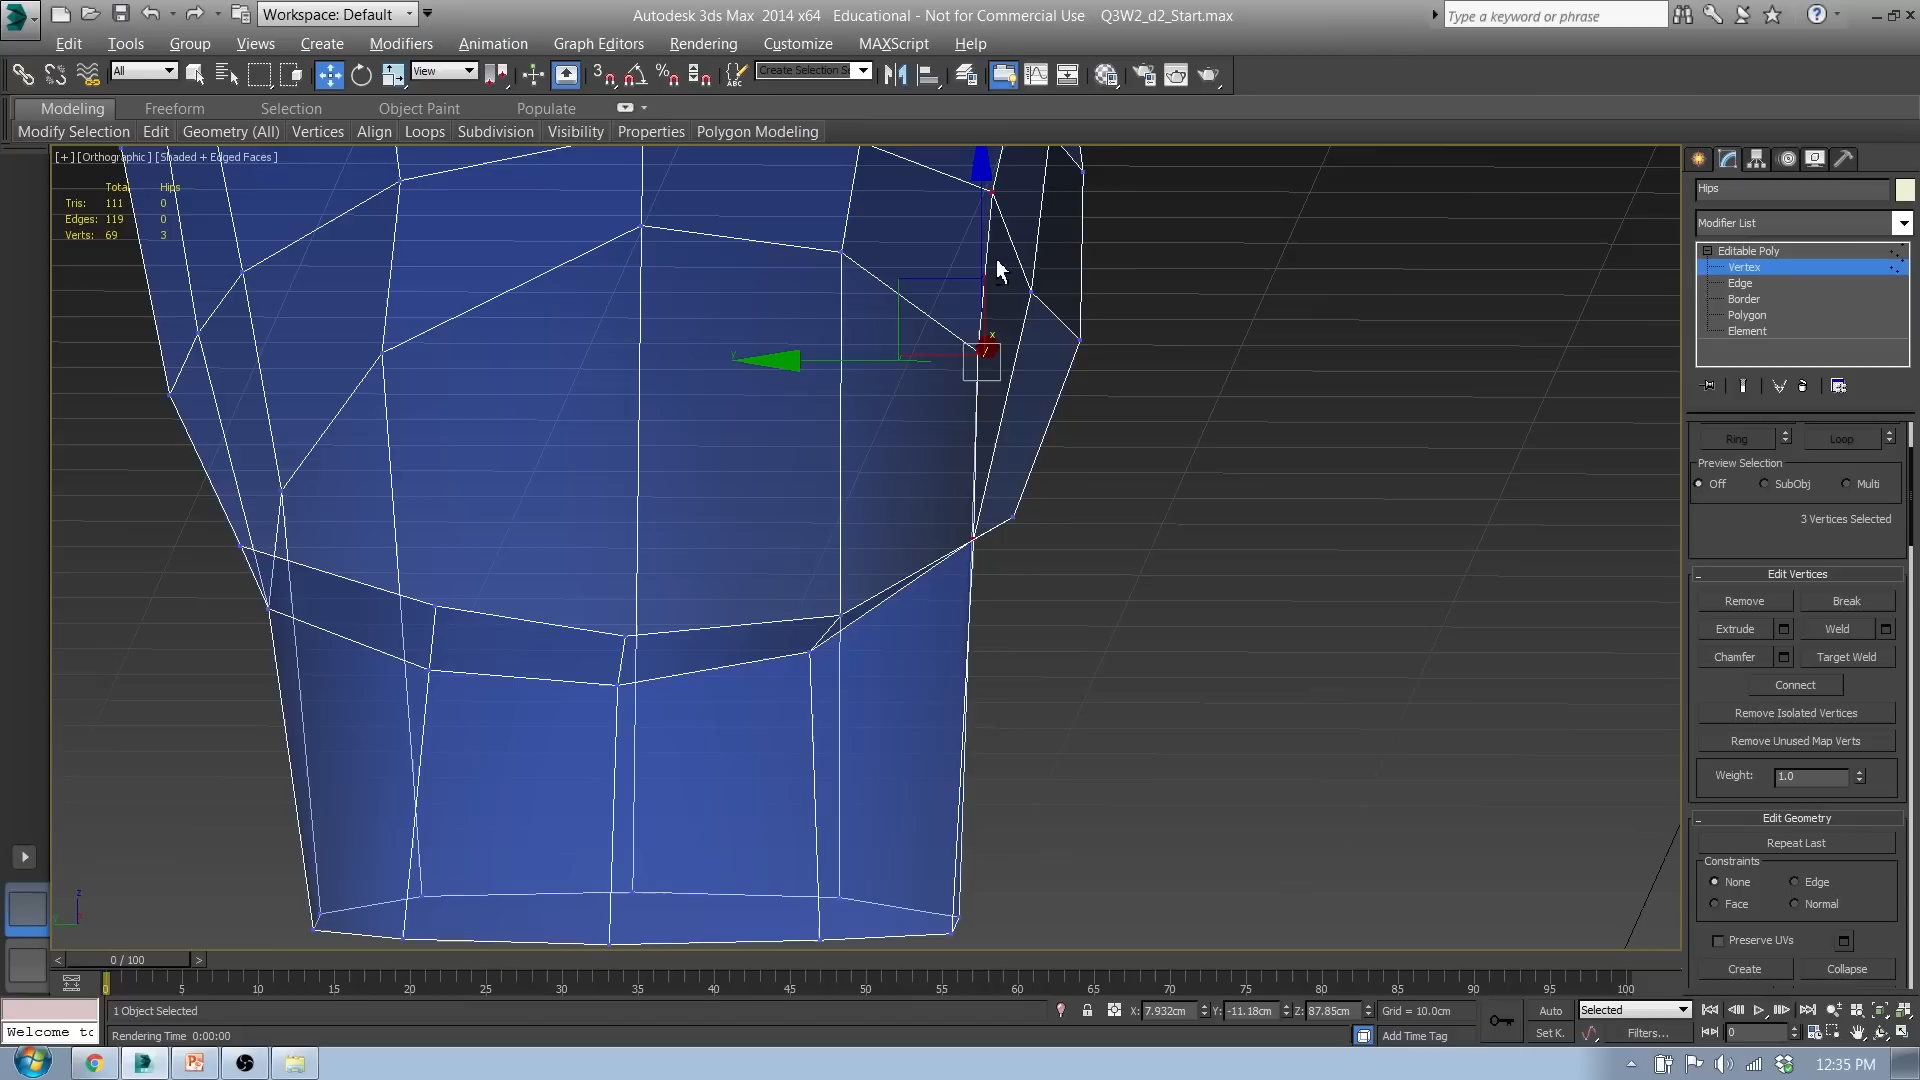 Workspace: Default
Autodesk 3ds Max 2014 x64 Educational - Not for Commercial Use Q3W2_d2_Start.max
Type a keyword or phrase
Edit Tools Group Views Create Modifiers Animation Graph Editors Rendering Customize MAXScript Help
All View Create Selection Se
Modeling Freeform Selection Object Paint Populate
Modify Selection Edit Geometry (All) Vertices Align Loops Subdivision Visibility Properties Polygon Modeling
[+] [Orthographic] [Shaded + Edged Faces]
Total Hips
Tris: 111 0
Edges: 119 0
Verts: 69 3
x
y
z
Hips
Modifier List
Editable Poly
Vertex
Edge
Border
Polygon
Element
Ring Loop
Preview Selection
Off SubObj Multi
3 Vertices Selected
Edit Vertices
Remove Break
Extrude Weld
Chamfer Target Weld
Connect
Remove Isolated Vertices
Remove Unused Map Verts
Weight: 1.0
Edit Geometry
Repeat Last
Constraints
None Edge
Face Normal
Preserve UVs
Create Collapse
< 0 / 100 >
0 5 10 15 20 25 30 35 40 45 50 55 60 65 70 75 80 85 90 95 100
1 Object Selected X: 7.932cm Y: -11.18cm Z: 87.85cm Grid = 10.0cm Auto Selected
Welcome to Rendering Time 0:00:00 Add Time Tag Set K. Filters... 0
12:35 PM